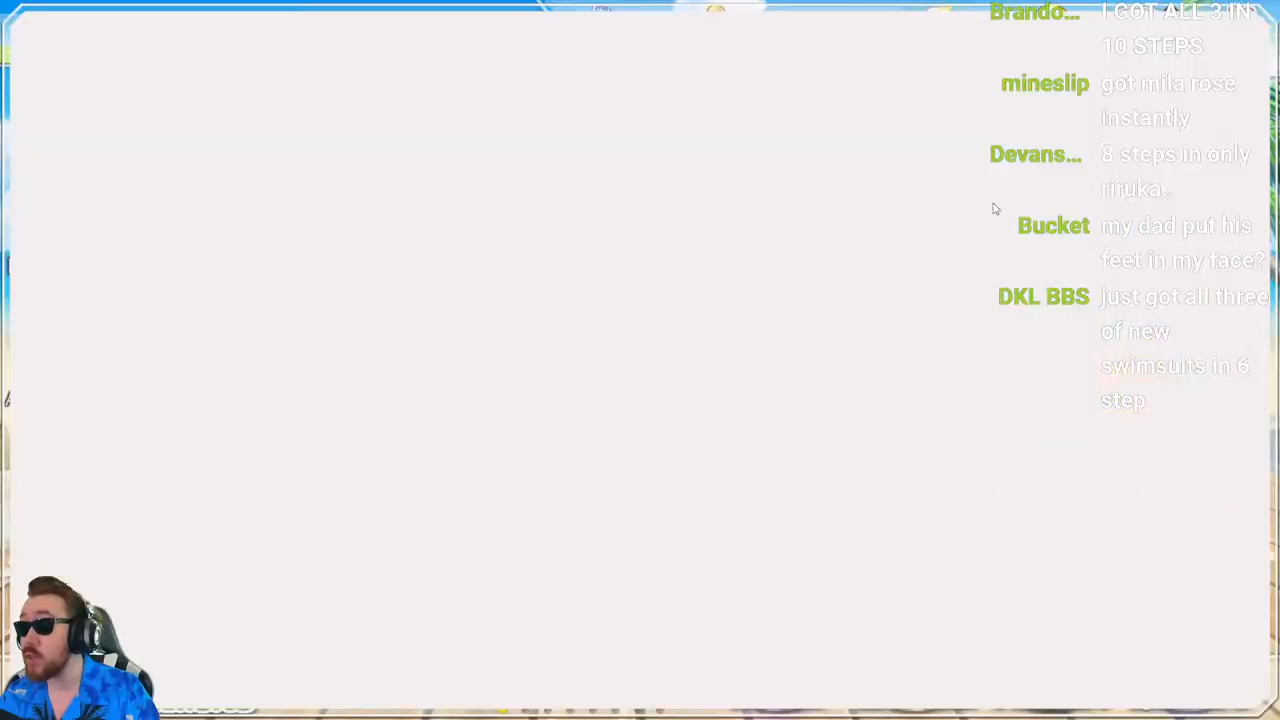 Brando... I GOT ALL 3 IN
10 STEPS
mineslip got mila rose
instantly
Devans... 8 steps in only
riruka..
Bucket my dad put his
feet in my face?
DKL BBS just got all three
of new
swimsuits in 6
step